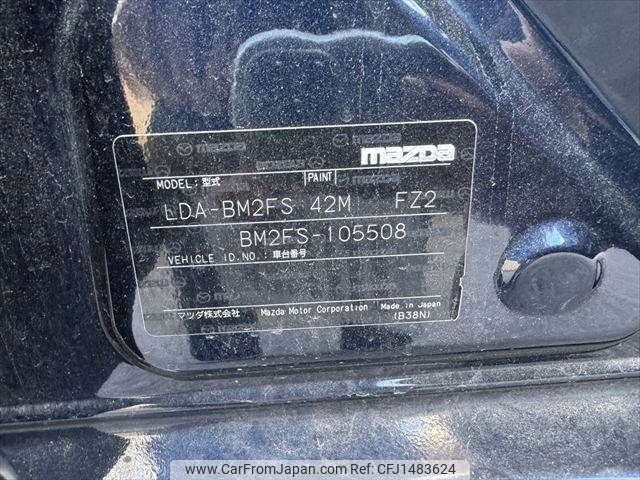 mazda
MODEL: 型式 PAINT
LDA-BM2FS 42M FZ2
BM2FS-105508
VEHICLE ID.NO.: 車台番号
マツダ株式会社 Mazda Motor Corporation Made in Japan
(B38N)
www.CarFromJapan.com | Ref No. CFJ1483624